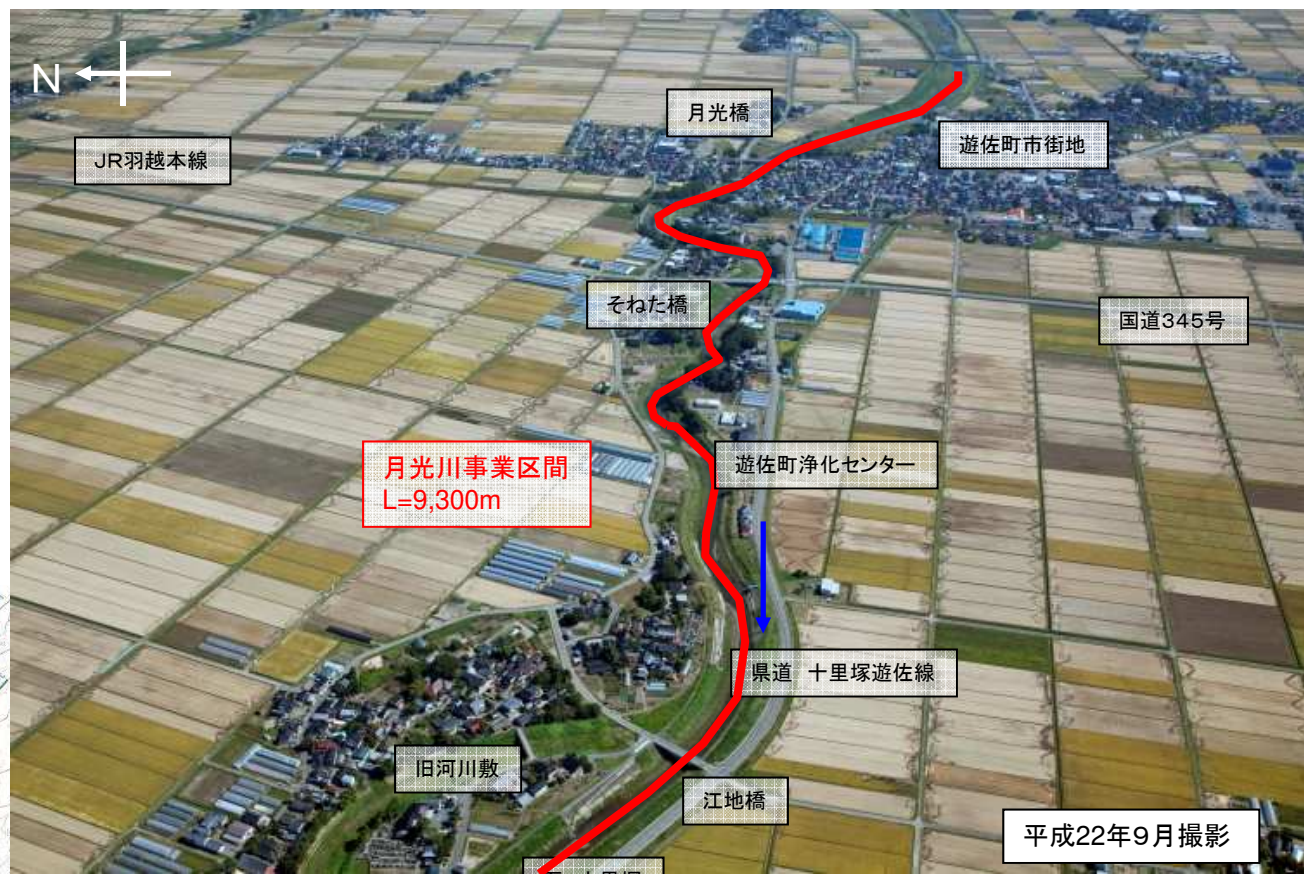 N
月光橋
JR羽越本線
遊佐町市街地
そねた橋
国道345号
月光川事業区間
L=9,300m
遊佐町浄化センター
県道 十里塚遊佐線
旧河川敷
江地橋
平成22年9月撮影